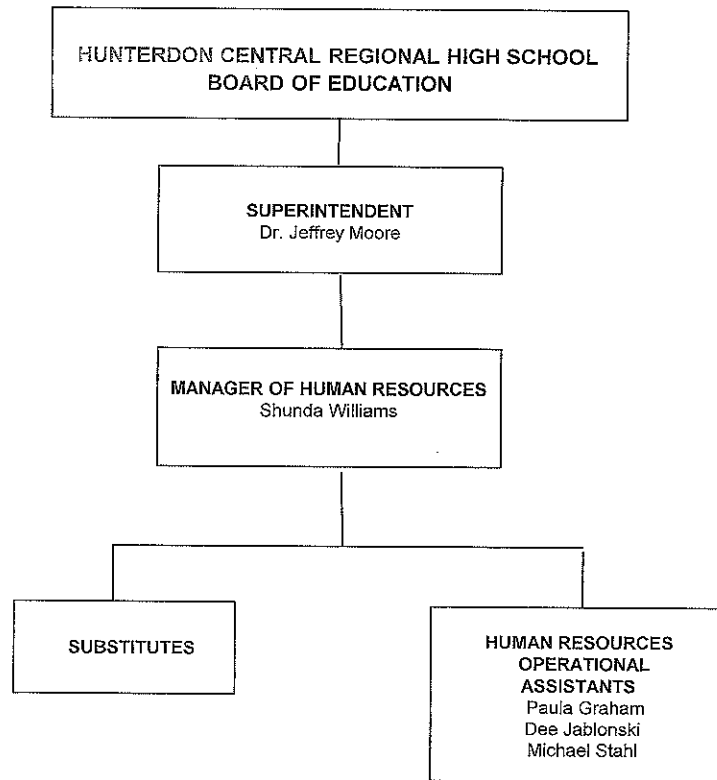 HUNTERDON CENTRAL REGIONAL HIGH SCHOOL
BOARD OF EDUCATION
SUPERINTENDENT
Dr. Jeffrey Moore
MANAGER OF HUMAN RESOURCES
Shunda Williams
SUBSTITUTES
HUMAN RESOURCES
OPERATIONAL
ASSISTANTS
Paula Graham
Dee Jablonski
Michael Stahl